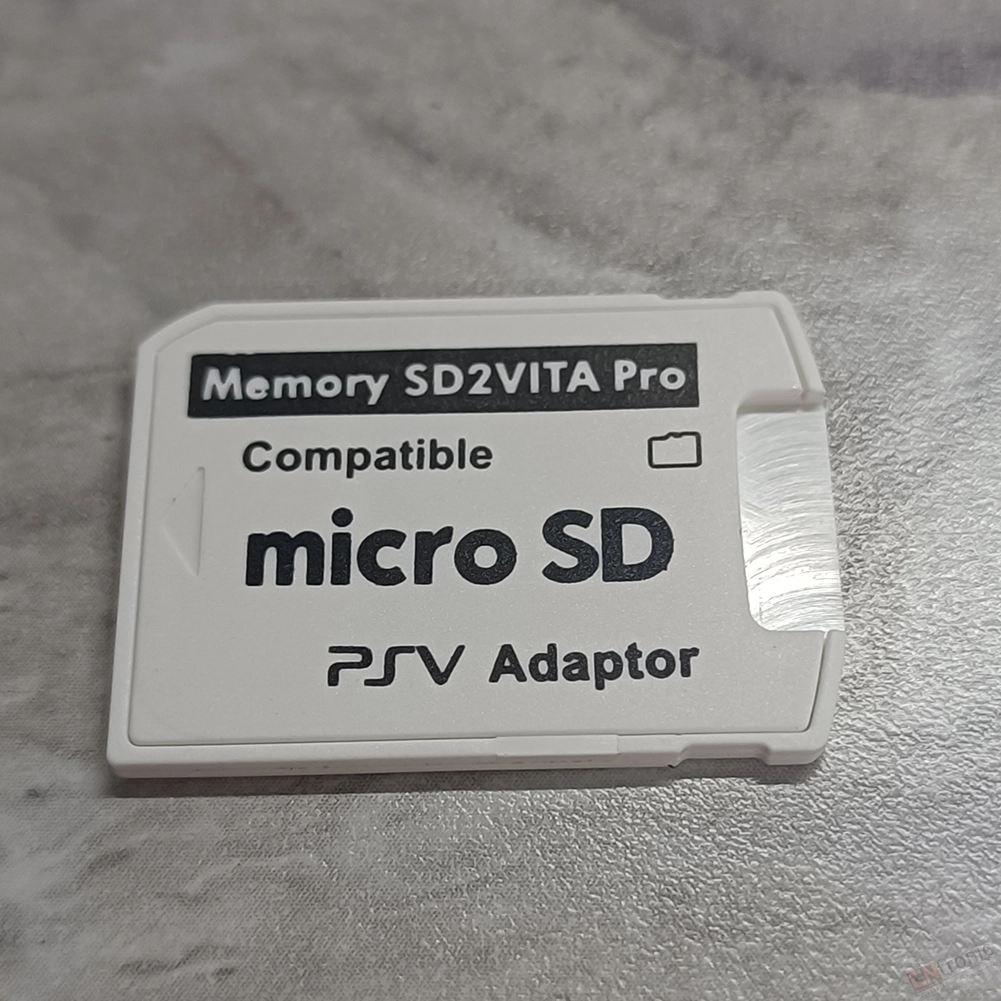 Memory SD2VITA Pro
Compatible
micro SD
PSV Adaptor